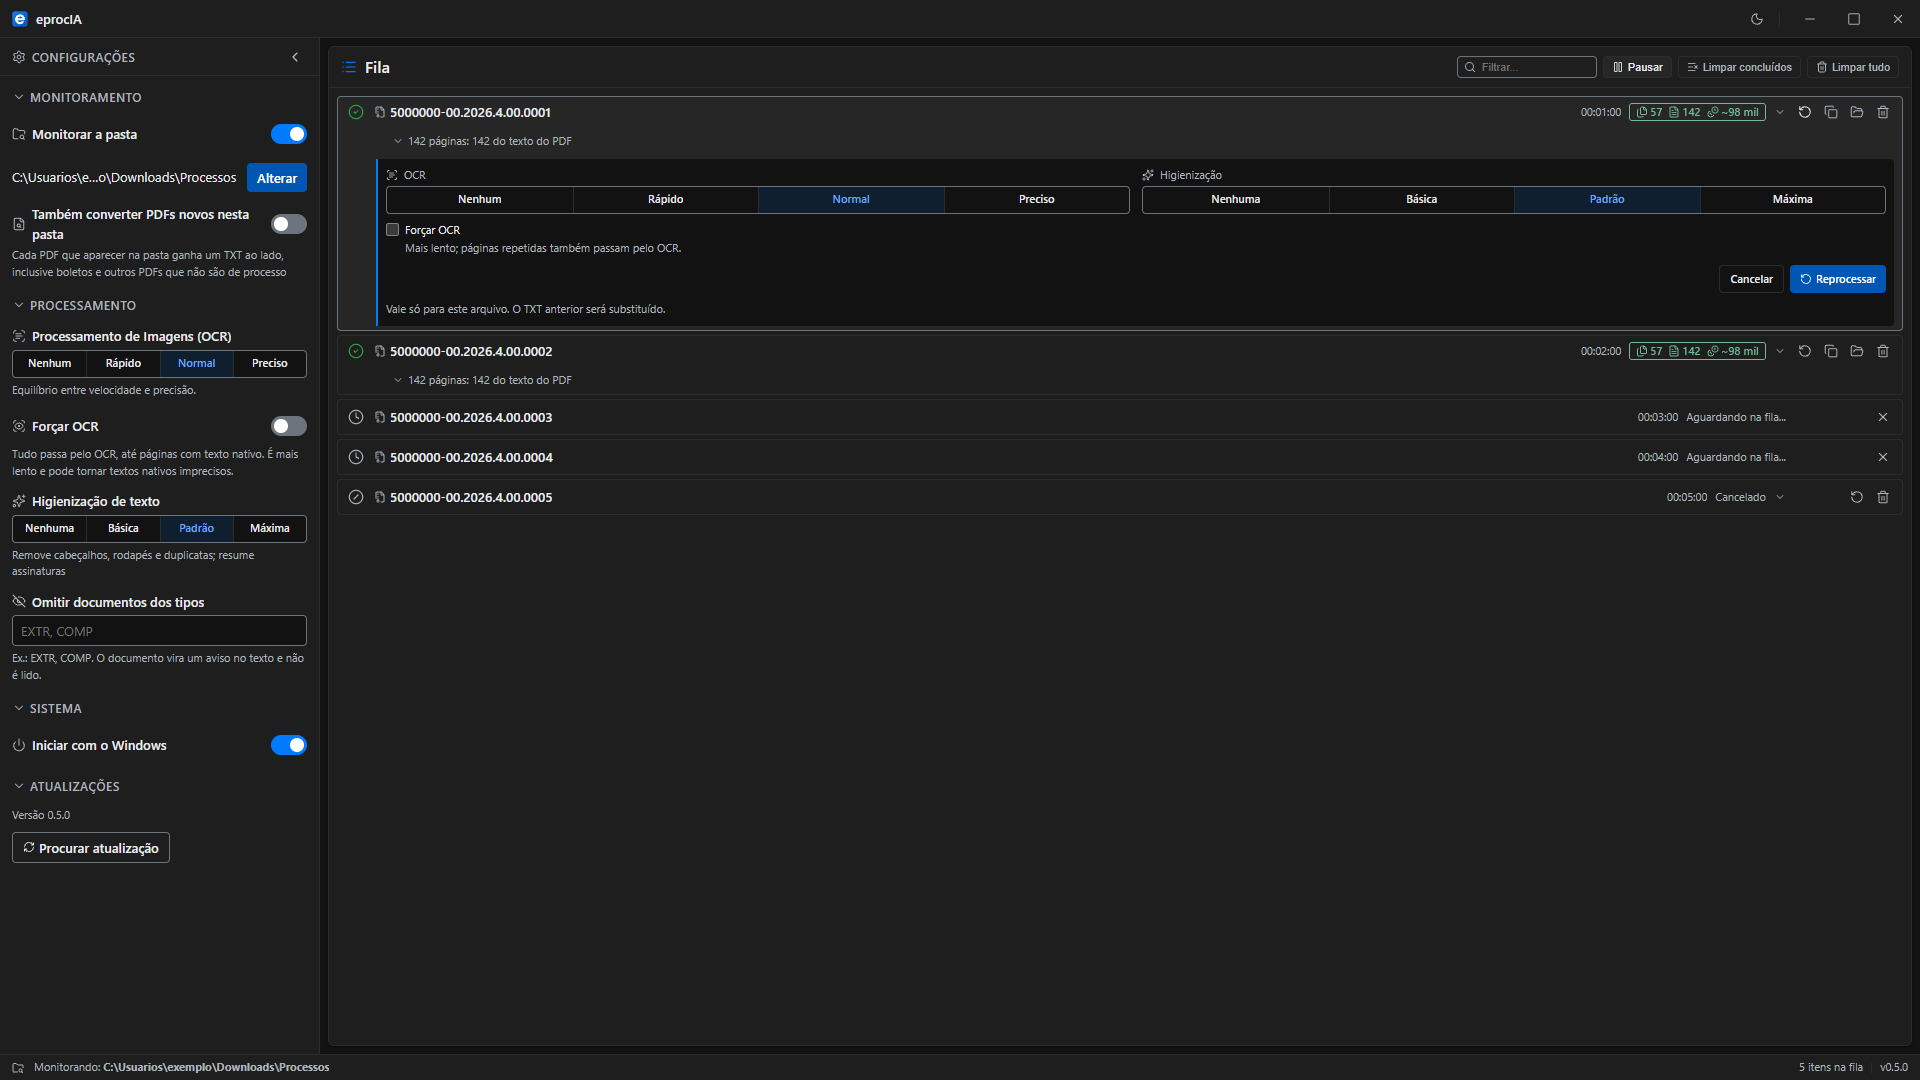 eprocIA
CONFIGURAÇÕES
MONITORAMENTO
Monitorar a pasta
C:\Usuarios\e...o\Downloads\Processos
Alterar
Também converter PDFs novos nesta
pasta
Cada PDF que aparecer na pasta ganha um TXT ao lado,
inclusive boletos e outros PDFs que não são de processo
PROCESSAMENTO
Processamento de Imagens (OCR)
Nenhum Rápido Normal Preciso
Equilíbrio entre velocidade e precisão.
Forçar OCR
Tudo passa pelo OCR, até páginas com texto nativo. É mais
lento e pode tornar textos nativos imprecisos.
Higienização de texto
Nenhuma Básica Padrão Máxima
Remove cabeçalhos, rodapés e duplicatas; resume
assinaturas
Omitir documentos dos tipos
EXTR, COMP
Ex.: EXTR, COMP. O documento vira um aviso no texto e não
é lido.
SISTEMA
Iniciar com o Windows
ATUALIZAÇÕES
Versão 0.5.0
Procurar atualização
Fila
Filtrar... Pausar Limpar concluídos Limpar tudo
5000000-00.2026.4.00.0001 00:01:00 57 142 ~98 mil
142 páginas: 142 do texto do PDF
OCR Higienização
Nenhum Rápido Normal Preciso Nenhuma Básica Padrão Máxima
Forçar OCR
Mais lento; páginas repetidas também passam pelo OCR.
Cancelar Reprocessar
Vale só para este arquivo. O TXT anterior será substituído.
5000000-00.2026.4.00.0002 00:02:00 57 142 ~98 mil
142 páginas: 142 do texto do PDF
5000000-00.2026.4.00.0003 00:03:00 Aguardando na fila...
5000000-00.2026.4.00.0004 00:04:00 Aguardando na fila...
5000000-00.2026.4.00.0005 00:05:00 Cancelado
Monitorando: C:\Usuarios\exemplo\Downloads\Processos 5 itens na fila v0.5.0